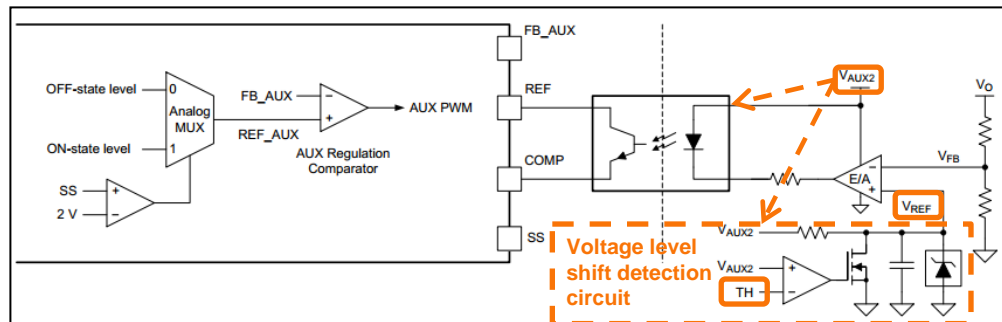 FB_AUX
OFF-state level
0
Analog
MUX
ON-state level
1
SS
2 V
+
−
REF_AUX
FB_AUX
−
+
AUX PWM
AUX Regulation
Comparator
REF
COMP
SS
VAUX2
VO
VFB
−
E/A
+
VREF
Voltage level
shift detection
circuit
VAUX2
VAUX2
TH
+
−